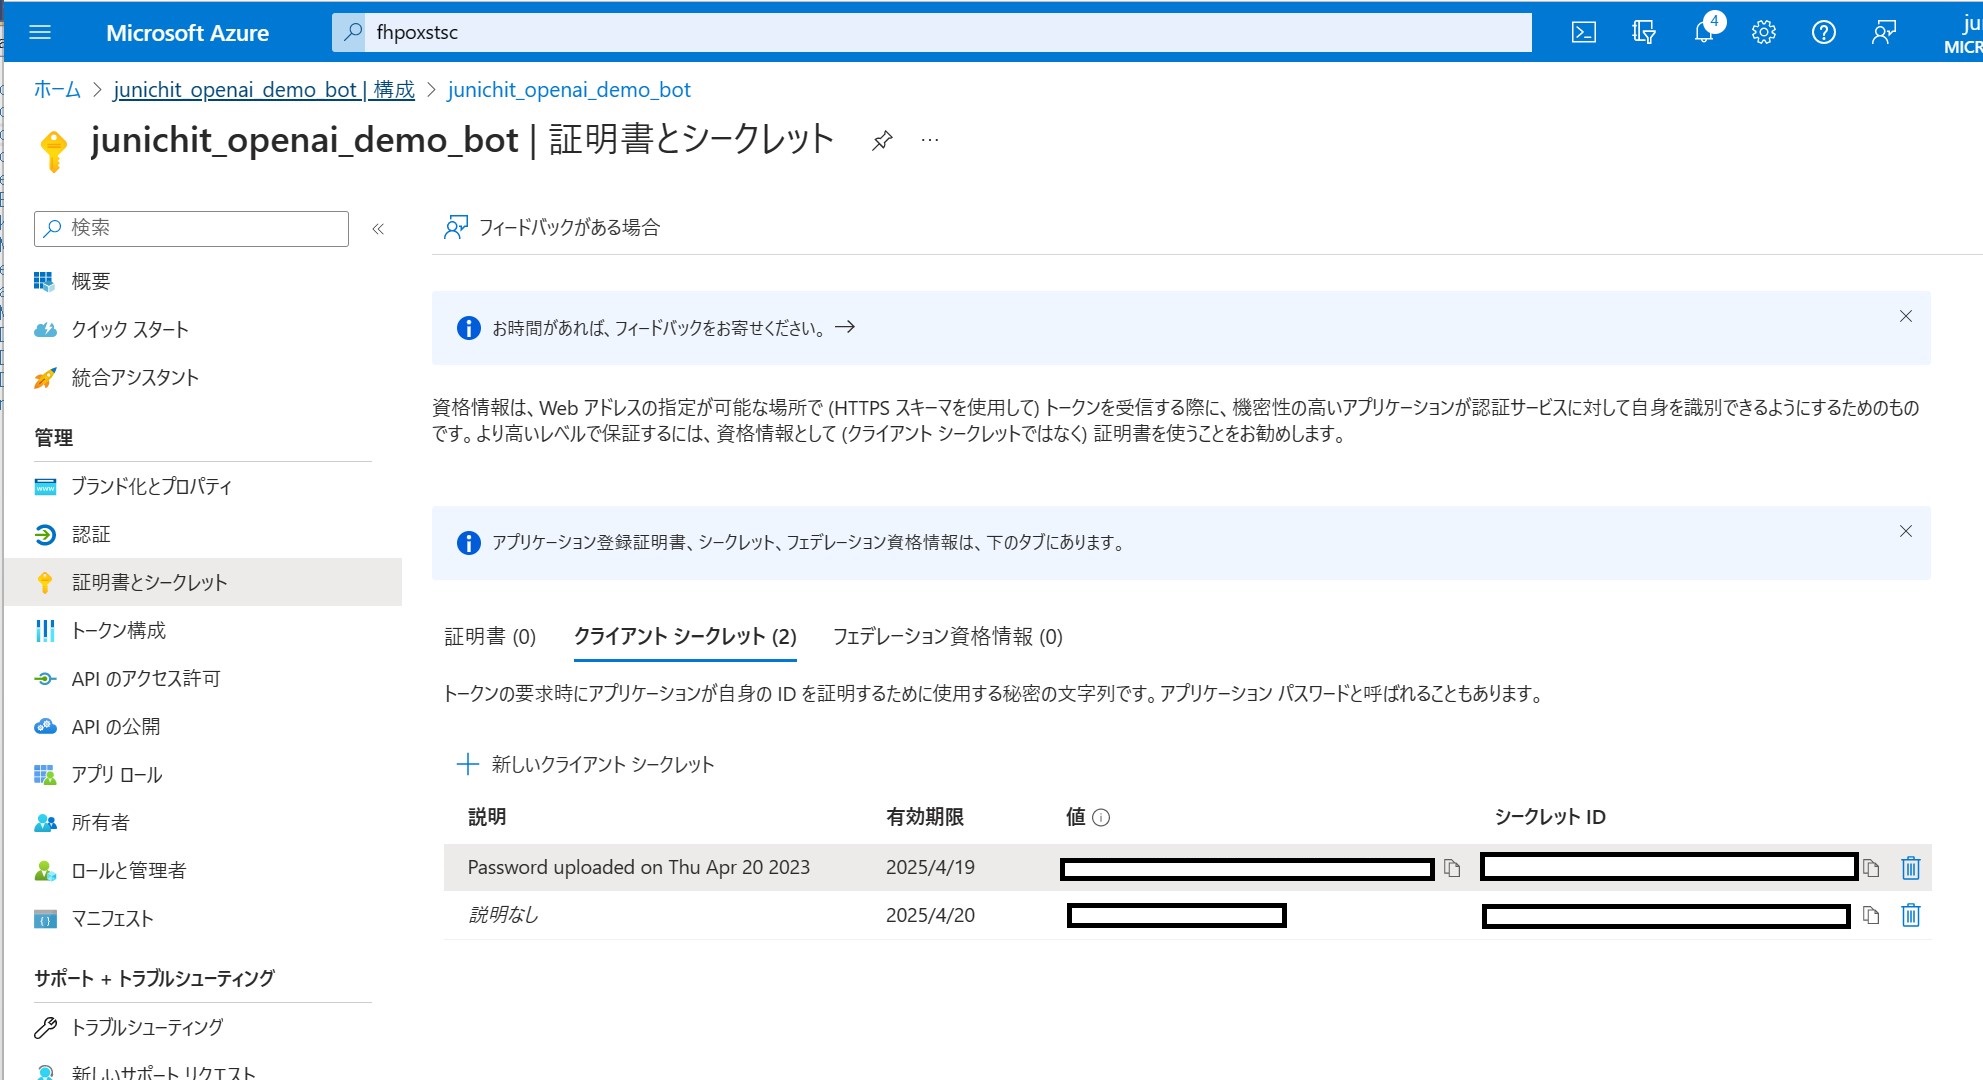 Microsoft Azure
fhpoxstsc
4
ju
MICR
ホーム > junichit_openai_demo_bot | 構成 > junichit_openai_demo_bot
junichit_openai_demo_bot | 証明書とシークレット
検索
フィードバックがある場合
概要
クイック スタート
統合アシスタント
管理
ブランド化とプロパティ
認証
証明書とシークレット
トークン構成
API のアクセス許可
API の公開
アプリ ロール
所有者
ロールと管理者
マニフェスト
サポート + トラブルシューティング
トラブルシューティング
新しいサポート リクエスト
お時間があれば、フィードバックをお寄せください。 →
資格情報は、Web アドレスの指定が可能な場所で (HTTPS スキーマを使用して) トークンを受信する際に、機密性の高いアプリケーションが認証サービスに対して自身を識別できるようにするためのもの
です。より高いレベルで保証するには、資格情報として (クライアント シークレットではなく) 証明書を使うことをお勧めします。
アプリケーション登録証明書、シークレット、フェデレーション資格情報は、下のタブにあります。
証明書 (0) クライアント シークレット (2) フェデレーション資格情報 (0)
トークンの要求時にアプリケーションが自身の ID を証明するために使用する秘密の文字列です。アプリケーション パスワードと呼ばれることもあります。
新しいクライアント シークレット
説明 有効期限 値 シークレット ID
Password uploaded on Thu Apr 20 2023 2025/4/19
説明なし 2025/4/20